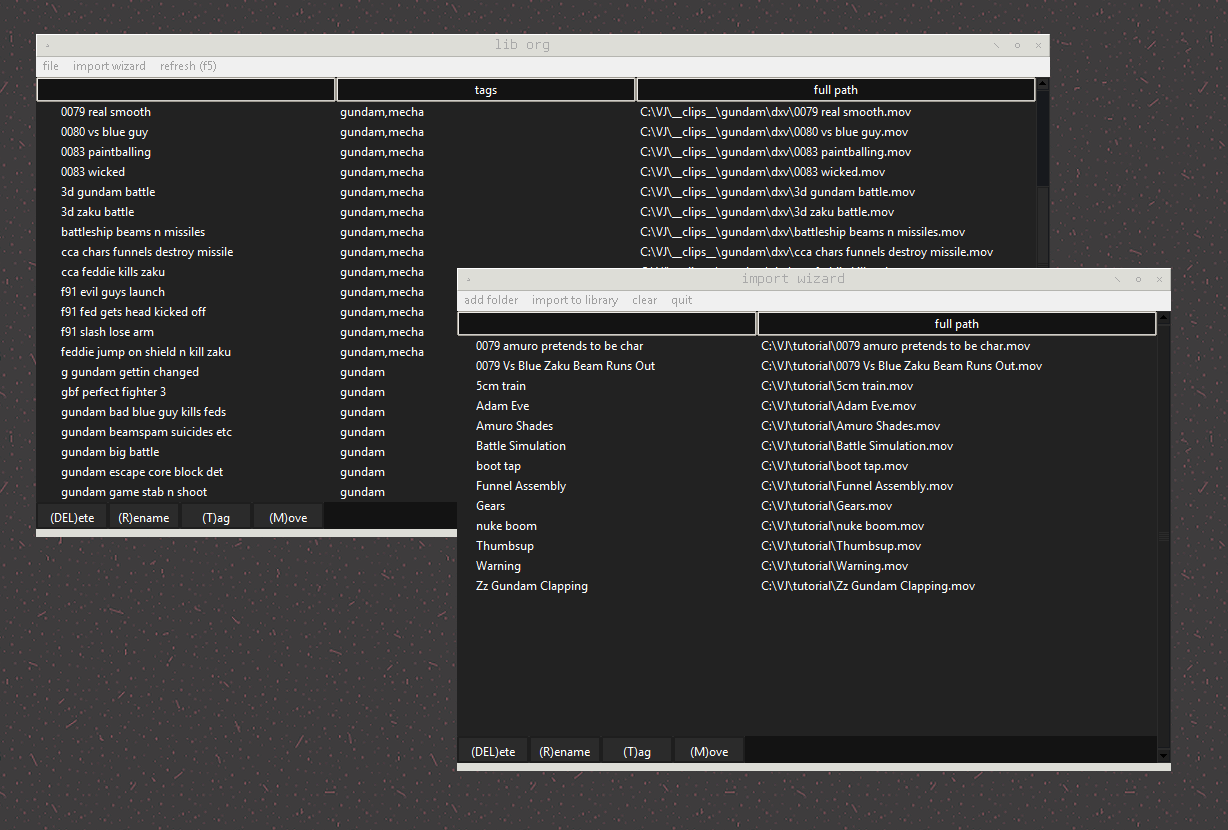 lib org
file import wizard refresh (f5)
tags full path
0079 real smooth gundam,mecha C:\VJ\__clips__\gundam\dxv\0079 real smooth.mov
0080 vs blue guy gundam,mecha C:\VJ\__clips__\gundam\dxv\0080 vs blue guy.mov
0083 paintballing gundam,mecha C:\VJ\__clips__\gundam\dxv\0083 paintballing.mov
0083 wicked gundam,mecha C:\VJ\__clips__\gundam\dxv\0083 wicked.mov
3d gundam battle gundam,mecha C:\VJ\__clips__\gundam\dxv\3d gundam battle.mov
3d zaku battle gundam,mecha C:\VJ\__clips__\gundam\dxv\3d zaku battle.mov
battleship beams n missiles gundam,mecha C:\VJ\__clips__\gundam\dxv\battleship beams n missiles.mov
cca chars funnels destroy missile gundam,mecha C:\VJ\__clips__\gundam\dxv\cca chars funnels destroy missile.mov
cca feddie kills zaku gundam,mecha
f91 evil guys launch gundam,mecha
f91 fed gets head kicked off gundam,mecha
f91 slash lose arm gundam,mecha
feddie jump on shield n kill zaku gundam,mecha
g gundam gettin changed gundam
gbf perfect fighter 3 gundam
gundam bad blue guy kills feds gundam
gundam beamspam suicides etc gundam
gundam big battle gundam
gundam escape core block det gundam
gundam game stab n shoot gundam
(DEL)ete (R)ename (T)ag (M)ove
import wizard
add folder import to library clear quit
full path
0079 amuro pretends to be char C:\VJ\tutorial\0079 amuro pretends to be char.mov
0079 Vs Blue Zaku Beam Runs Out C:\VJ\tutorial\0079 Vs Blue Zaku Beam Runs Out.mov
5cm train C:\VJ\tutorial\5cm train.mov
Adam Eve C:\VJ\tutorial\Adam Eve.mov
Amuro Shades C:\VJ\tutorial\Amuro Shades.mov
Battle Simulation C:\VJ\tutorial\Battle Simulation.mov
boot tap C:\VJ\tutorial\boot tap.mov
Funnel Assembly C:\VJ\tutorial\Funnel Assembly.mov
Gears C:\VJ\tutorial\Gears.mov
nuke boom C:\VJ\tutorial\nuke boom.mov
Thumbsup C:\VJ\tutorial\Thumbsup.mov
Warning C:\VJ\tutorial\Warning.mov
Zz Gundam Clapping C:\VJ\tutorial\Zz Gundam Clapping.mov
(DEL)ete (R)ename (T)ag (M)ove